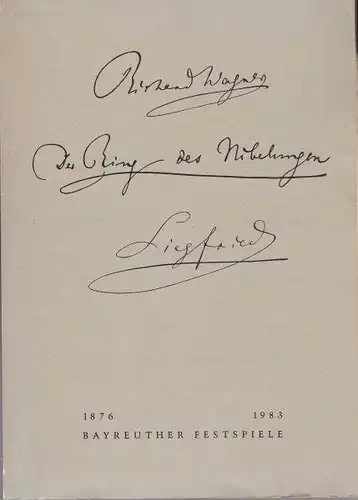 Richard Wagner
Der Ring des Nibelungen
Siegfried
1876 1983
BAYREUTHER FESTSPIELE